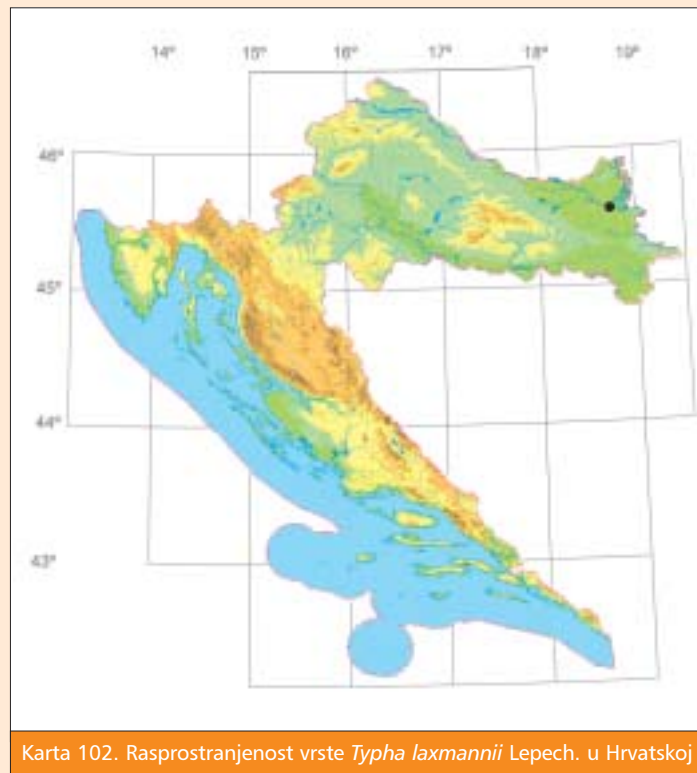 14° 15° 16° 17° 18° 19°
46°
45°
44°
43°
Karta 102. Rasprostranjenost vrste Typha laxmannii Lepech. u Hrvatskoj